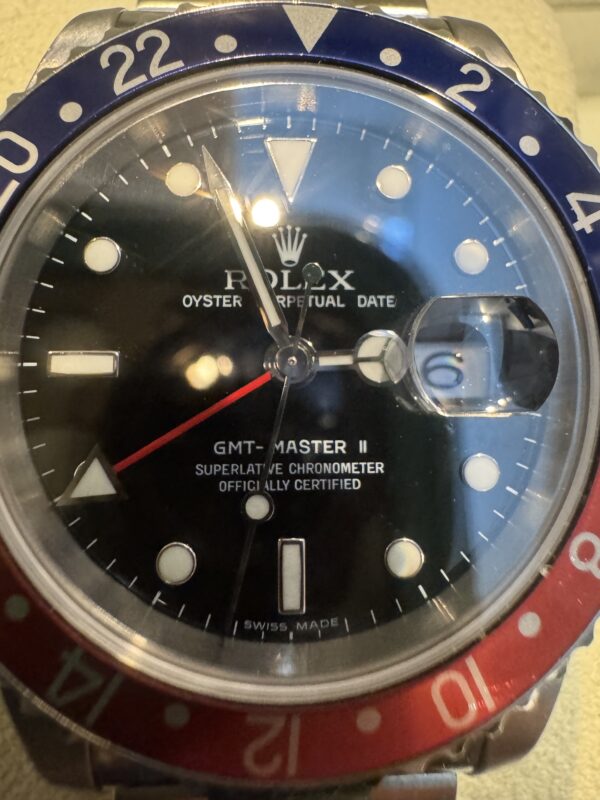 22
2
20
4
ROLEX
OYSTER PERPETUAL DATE
6
GMT-MASTER II
SUPERLATIVE CHRONOMETER
OFFICIALLY CERTIFIED
8
SWISS MADE
14
10
12